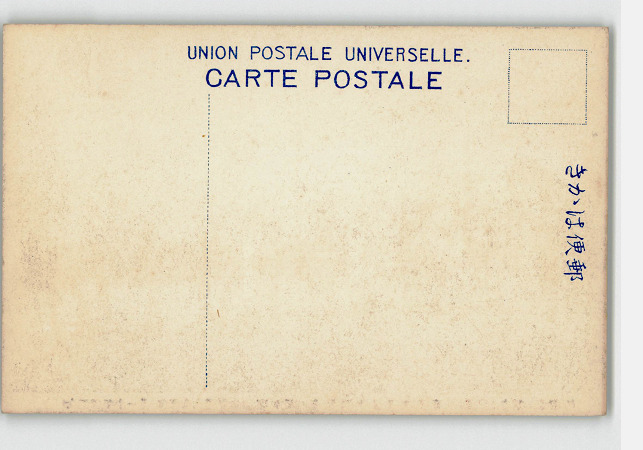 UNION POSTALE UNIVERSELLE.
CARTE POSTALE
郵便はかき